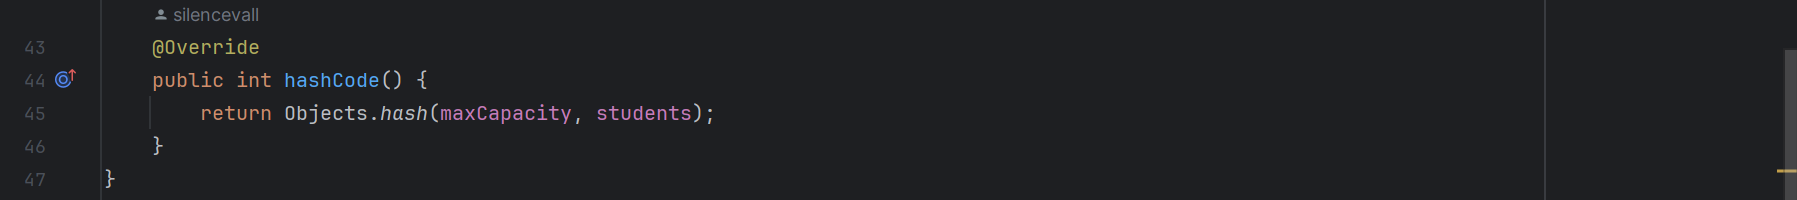 silencevall
43 @Override
44 public int hashCode() {
45 return Objects.hash(maxCapacity, students);
46 }
47 }